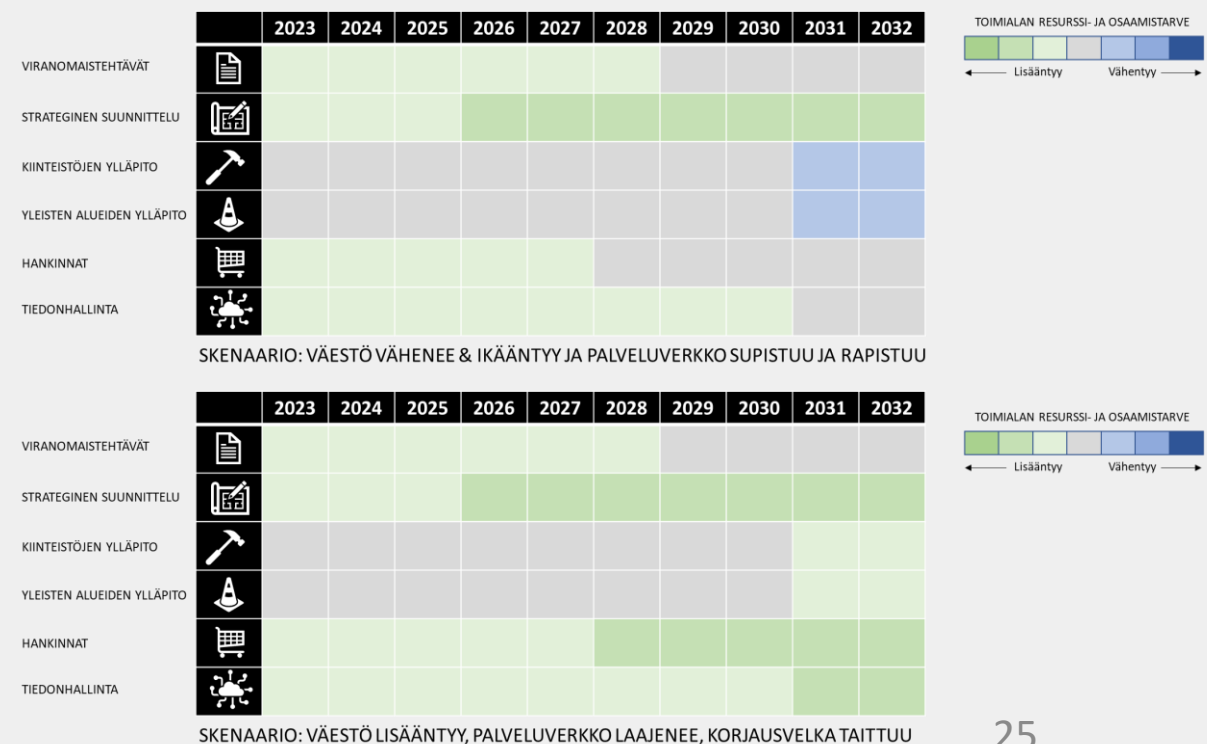 2023 2024 2025 2026 2027 2028 2029 2030 2031 2032
VIRANOMAISTEHTÄVÄT
STRATEGINEN SUUNNITTELU
KIINTEISTÖJEN YLLÄPITO
YLEISTEN ALUEIDEN YLLÄPITO
HANKINNAT
TIEDONHALLINTA
TOIMIALAN RESURSSI- JA OSAAMISTARVE
Lisääntyy Vähentyy
SKENAARIO: VÄESTÖ VÄHENEE & IKÄÄNTYY JA PALVELUVERKKO SUPISTUU JA RAPISTUU
2023 2024 2025 2026 2027 2028 2029 2030 2031 2032
VIRANOMAISTEHTÄVÄT
STRATEGINEN SUUNNITTELU
KIINTEISTÖJEN YLLÄPITO
YLEISTEN ALUEIDEN YLLÄPITO
HANKINNAT
TIEDONHALLINTA
TOIMIALAN RESURSSI- JA OSAAMISTARVE
Lisääntyy Vähentyy
SKENAARIO: VÄESTÖ LISÄÄNTYY, PALVELUVERKKO LAAJENEE, KORJAUSVELKA TAITTUU
25